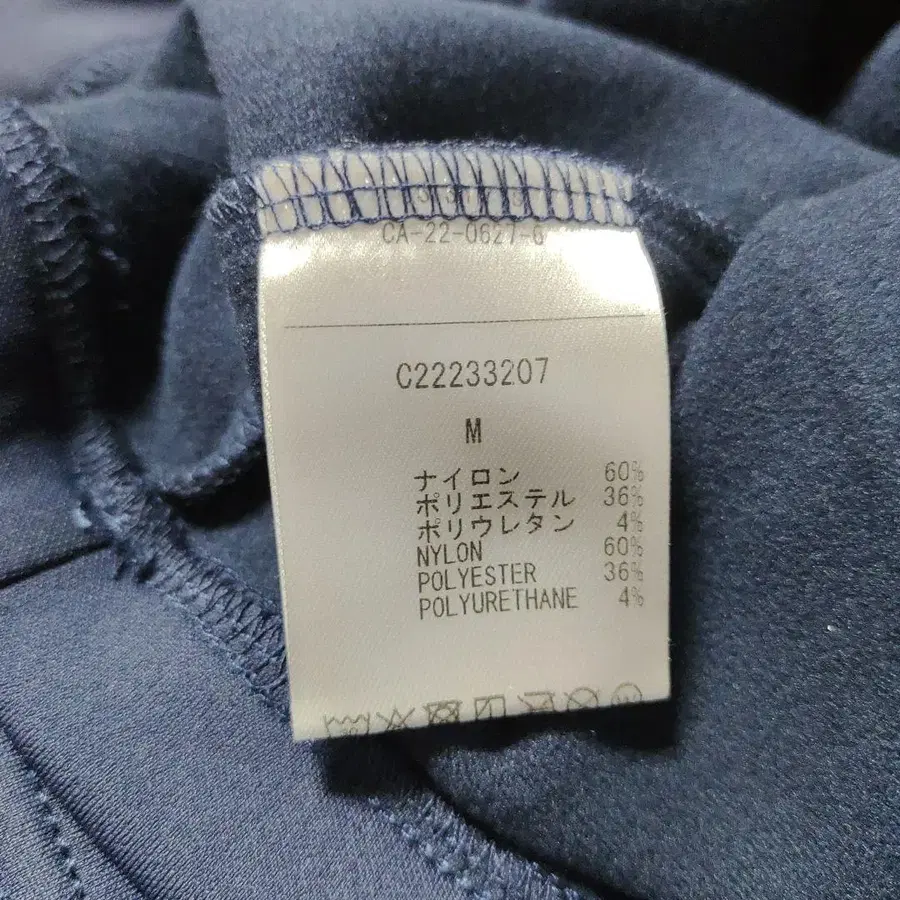 CA-22-0627-6
C22233207
M
ナイロン 60%
ポリエステル 36%
ポリウレタン 4%
NYLON 60%
POLYESTER 36%
POLYURETHANE 4%